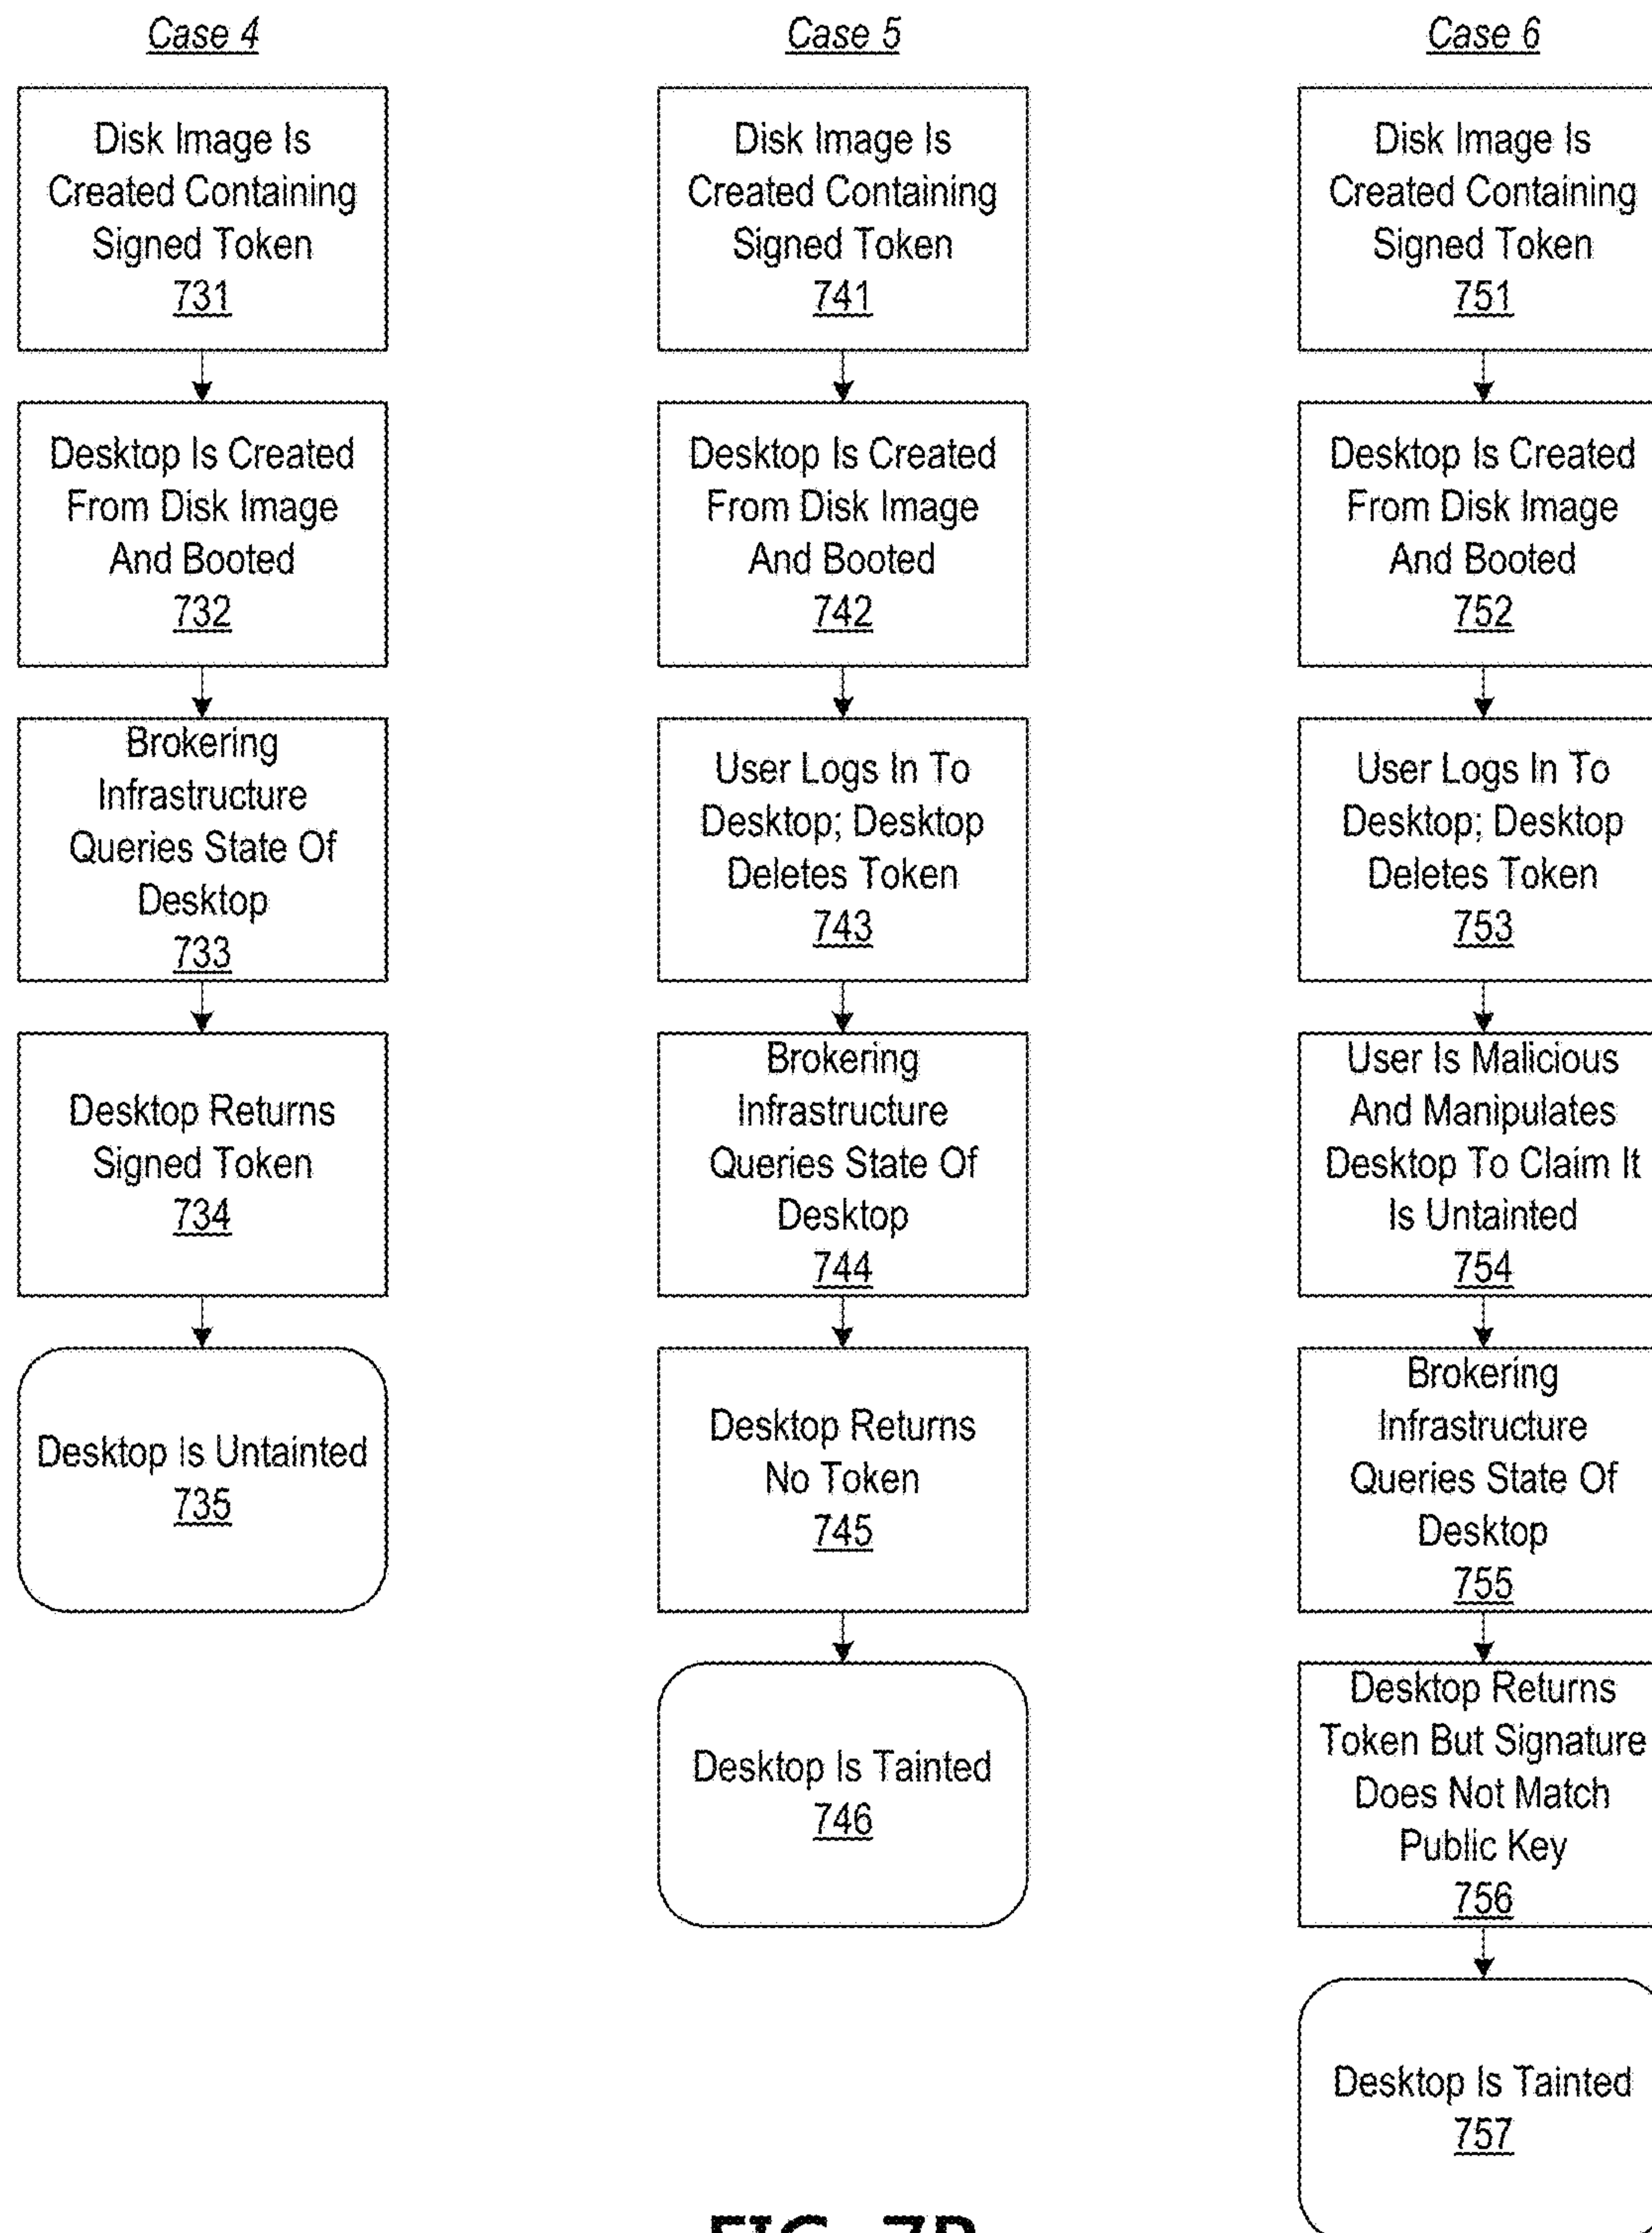 Case 4
Disk Image Is
Created Containing
Signed Token
731
Desktop Is Created
From Disk Image
And Booted
732
Brokering
Infrastructure
Queries State Of
Desktop
733
Desktop Returns
Signed Token
734
Desktop Is Untainted
735
Case 5
Disk Image Is
Created Containing
Signed Token
741
Desktop Is Created
From Disk Image
And Booted
742
User Logs In To
Desktop; Desktop
Deletes Token
743
Brokering
Infrastructure
Queries State Of
Desktop
744
Desktop Returns
No Token
745
Desktop Is Tainted
746
Case 6
Disk Image Is
Created Containing
Signed Token
751
Desktop Is Created
From Disk Image
And Booted
752
User Logs In To
Desktop; Desktop
Deletes Token
753
User Is Malicious
And Manipulates
Desktop To Claim It
Is Untainted
754
Brokering
Infrastructure
Queries State Of
Desktop
755
Desktop Returns
Token But Signature
Does Not Match
Public Key
756
Desktop Is Tainted
757